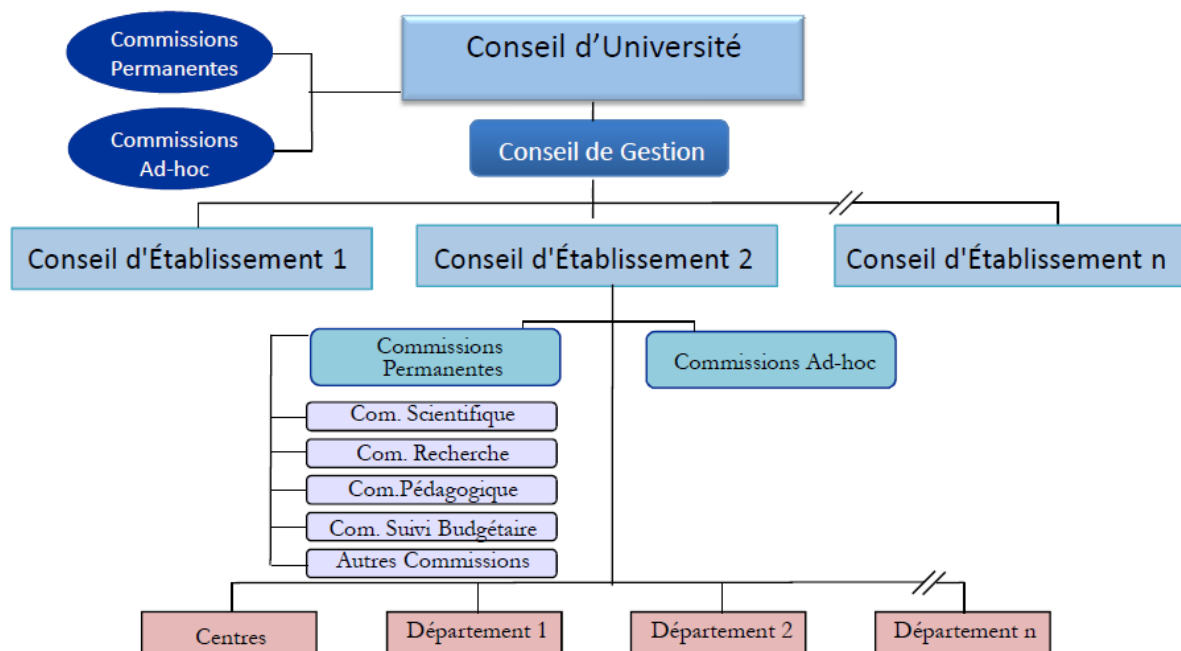 Commissions
Permanentes
Conseil d’Université
Commissions
Ad-hoc
Conseil de Gestion
Conseil d'Établissement 1
Conseil d'Établissement 2
Conseil d'Établissement n
Commissions
Permanentes
Commissions Ad-hoc
Com. Scientifique
Com. Recherche
Com.Pédagogique
Com. Suivi Budgétaire
Autres Commissions
Centres
Département 1
Département 2
Département n